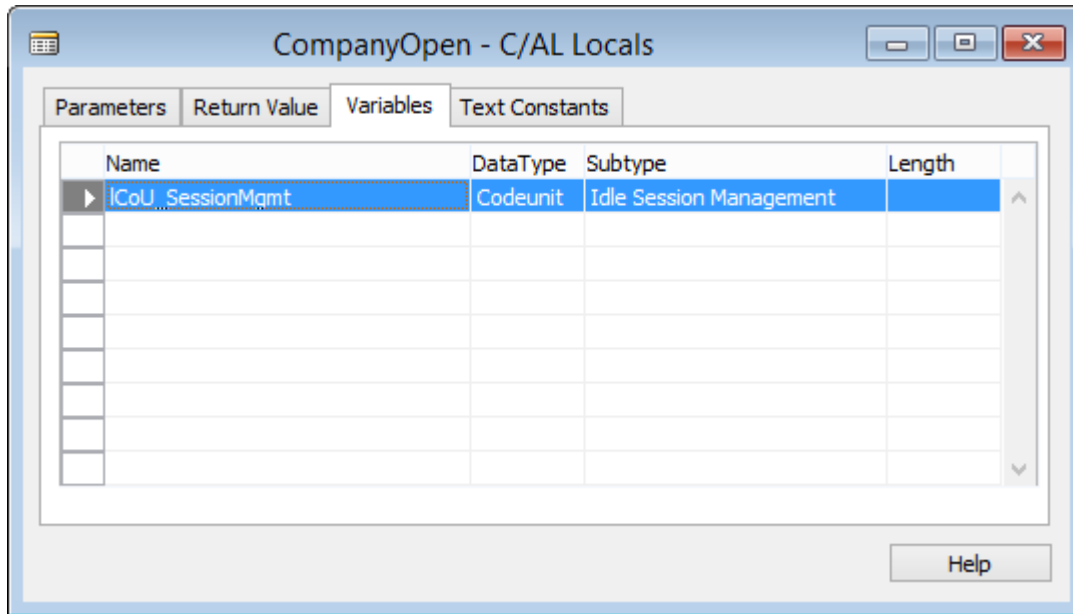 CompanyOpen - C/AL Locals
Parameters Return Value Variables Text Constants
Name DataType Subtype Length
lCoU_SessionMgmt Codeunit Idle Session Management
Help